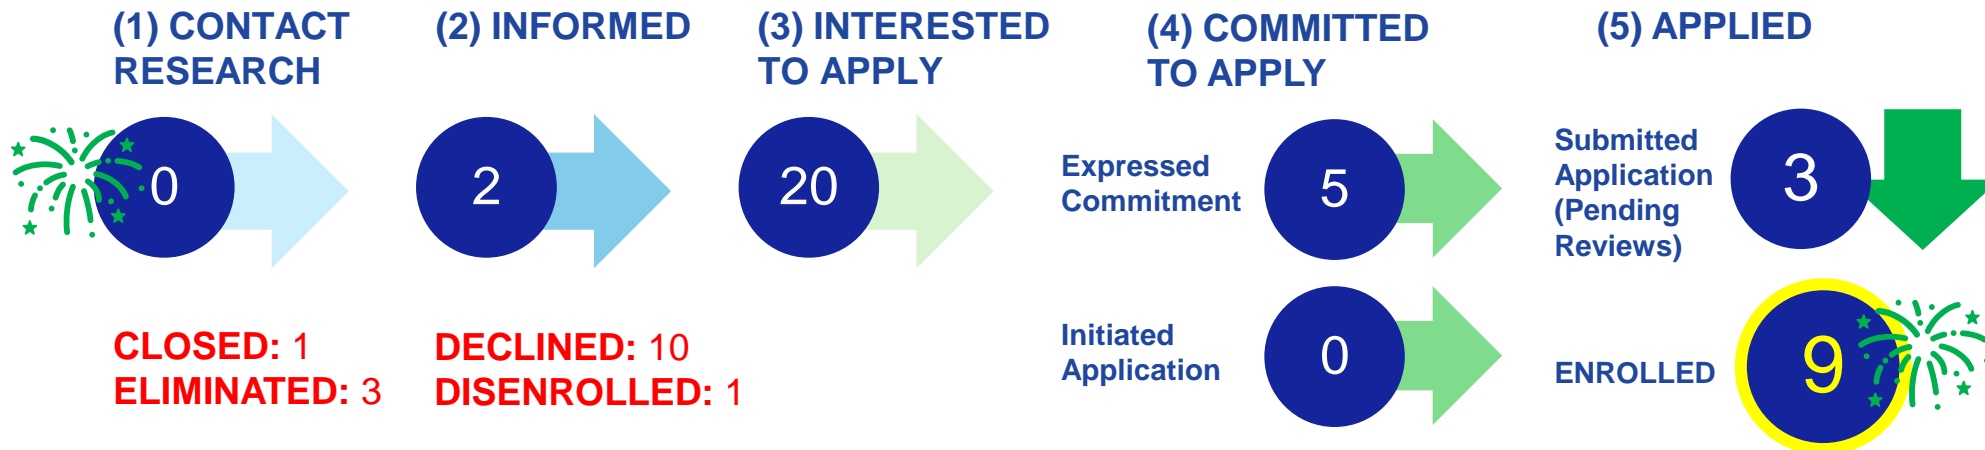 (1) CONTACT
RESEARCH
0
CLOSED: 1
ELIMINATED: 3
(2) INFORMED
2
DECLINED: 10
DISENROLLED: 1
(3) INTERESTED
TO APPLY
20
(4) COMMITTED
TO APPLY
Expressed
Commitment
5
Initiated
Application
0
(5) APPLIED
Submitted
Application
(Pending
Reviews)
3
ENROLLED
9